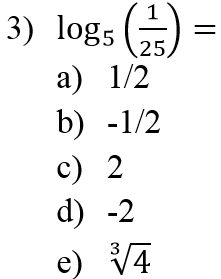 3) log₅ (1/25) =
a) 1/2
b) -1/2
c) 2
d) -2
e) ∛4